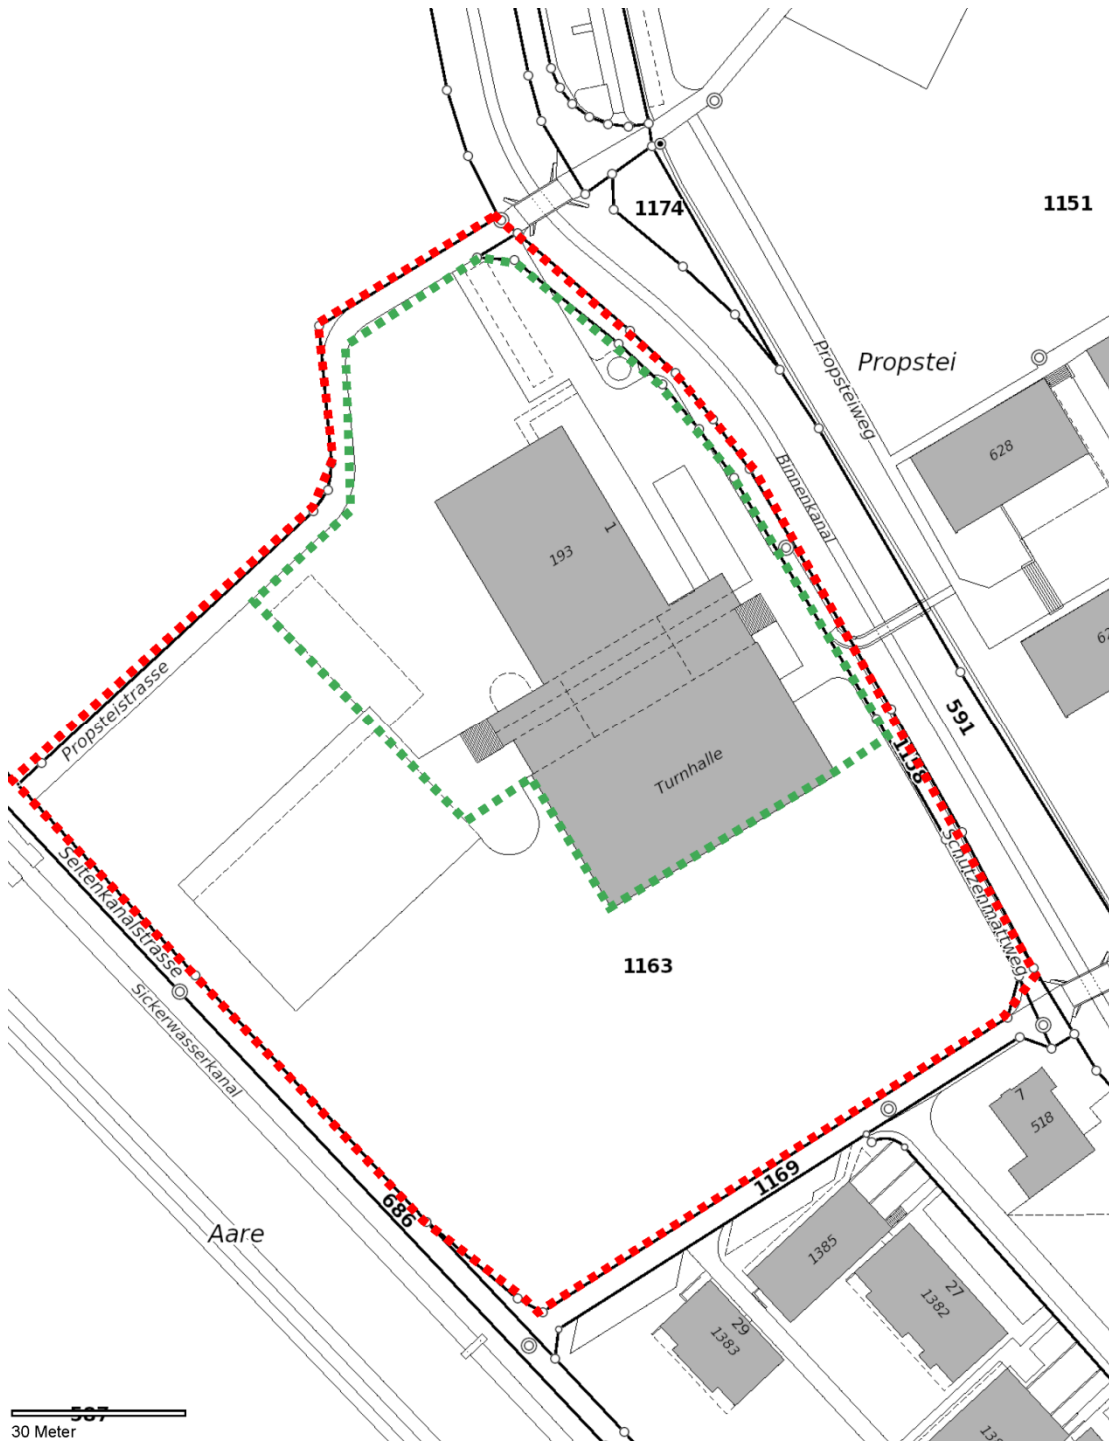 1174
1151
Propstei
Propsteiweg
628
Binnenkanal
1
193
Propsteistrasse
591
Turnhalle
1158
Seitenkanalstrasse
Schützenmattweg
1163
Sickerwasserkanal
7
518
1169
686
Aare
1385
27
1382
29
1383
587
30 Meter